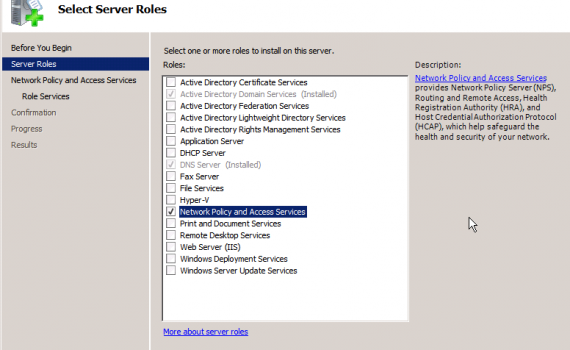 Select Server Roles
Before You Begin
Server Roles
Network Policy and Access Services
Role Services
Confirmation
Progress
Results
Select one or more roles to install on this server.
Roles:
Active Directory Certificate Services
Active Directory Domain Services (Installed)
Active Directory Federation Services
Active Directory Lightweight Directory Services
Active Directory Rights Management Services
Application Server
DHCP Server
DNS Server (Installed)
Fax Server
File Services
Hyper-V
Network Policy and Access Services
Print and Document Services
Remote Desktop Services
Web Server (IIS)
Windows Deployment Services
Windows Server Update Services
More about server roles
Description:
Network Policy and Access Services
provides Network Policy Server (NPS),
Routing and Remote Access, Health
Registration Authority (HRA), and
Host Credential Authorization Protocol
(HCAP), which help safeguard the
health and security of your network.